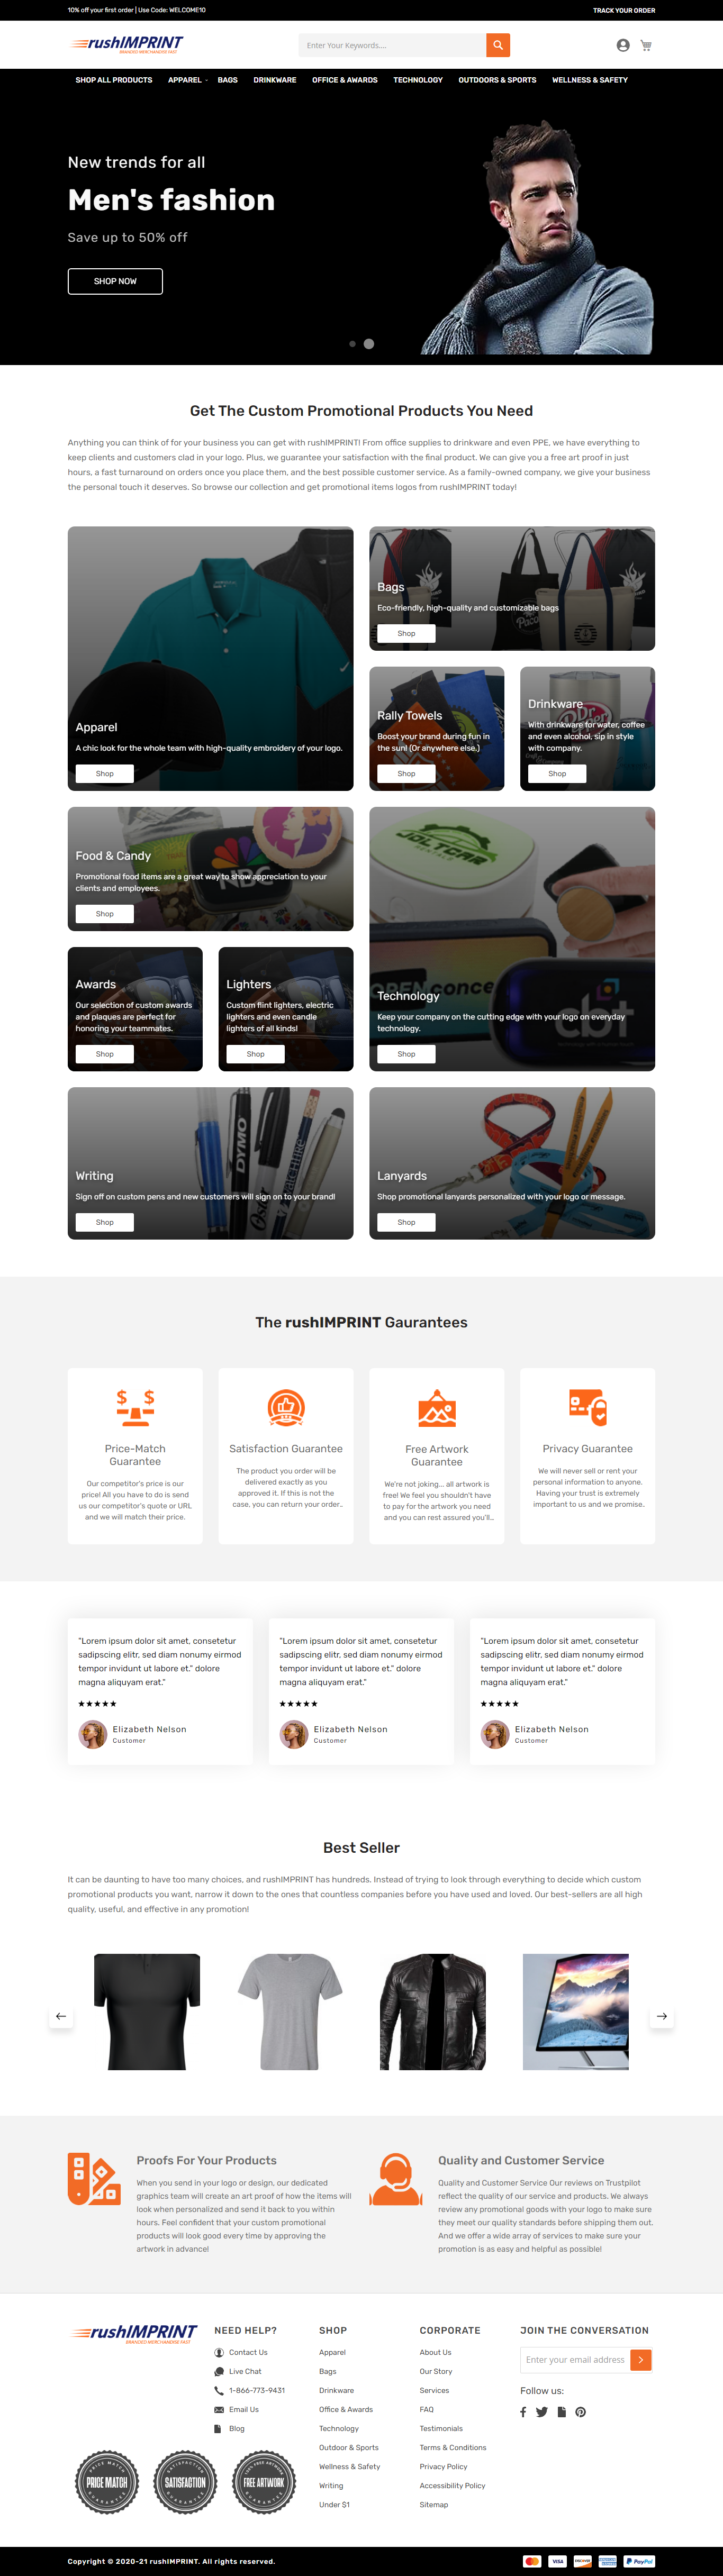 10% off your first order | Use Code: WELCOME10
TRACK YOUR ORDER
rushIMPRINT
BRANDED MERCHANDISE FAST
Enter Your Keywords....
SHOP ALL PRODUCTS APPAREL BAGS DRINKWARE OFFICE & AWARDS TECHNOLOGY OUTDOORS & SPORTS WELLNESS & SAFETY
New trends for all
Men's fashion
Save up to 50% off
SHOP NOW
Get The Custom Promotional Products You Need
Anything you can think of for your business you can get with rushIMPRINT! From office supplies to drinkware and even PPE, we have everything to
keep clients and customers clad in your logo. Plus, we guarantee your satisfaction with the final product. We can give you a free art proof in just
hours, a fast turnaround on orders once you place them, and the best possible customer service. As a family-owned company, we give your business
the personal touch it deserves. So browse our collection and get promotional items logos from rushIMPRINT today!
Apparel
A chic look for the whole team with high-quality embroidery of your logo.
Shop
Bags
Eco-friendly, high-quality and customizable bags
Shop
Rally Towels
Boost your brand during fun in
the sun! (Or anywhere else.)
Shop
Dr
Pepper
Drinkware
With drinkware for water, coffee
and even alcohol, sip in style
with company.
Shop
NBC
Food & Candy
Promotional food items are a great way to show appreciation to your
clients and employees.
Shop
Awards
Our selection of custom awards
and plaques are perfect for
honoring your teammates.
Shop
Lighters
Custom flint lighters, electric
lighters and even candle
lighters of all kinds!
Shop
COLTCAR
OPENconce
dbt
Technology
Keep your company on the cutting edge with your logo on everyday
technology.
Shop
DYMO
Writing
Sign off on custom pens and new customers will sign on to your brand!
Shop
Lanyards
Shop promotional lanyards personalized with your logo or message.
Shop
The rushIMPRINT Gaurantees
Price-Match
Guarantee
Our competitor's price is our
price! All you have to do is send
us our competitor's quote or URL
and we will match their price.
Satisfaction Guarantee
The product you order will be
delivered exactly as you
approved it. If this is not the
case, you can return your order..
Free Artwork
Guarantee
We're not joking... all artwork is
free! We feel you shouldn't have
to pay for the artwork you need
and you can rest assured you'll...
Privacy Guarantee
We will never sell or rent your
personal information to anyone.
Having your trust is extremely
important to us and we promise.
"Lorem ipsum dolor sit amet, consetetur
sadipscing elitr, sed diam nonumy eirmod
tempor invidunt ut labore et." dolore
magna aliquyam erat."
★★★★★
Elizabeth Nelson
Customer
"Lorem ipsum dolor sit amet, consetetur
sadipscing elitr, sed diam nonumy eirmod
tempor invidunt ut labore et." dolore
magna aliquyam erat."
★★★★★
Elizabeth Nelson
Customer
"Lorem ipsum dolor sit amet, consetetur
sadipscing elitr, sed diam nonumy eirmod
tempor invidunt ut labore et." dolore
magna aliquyam erat."
★★★★★
Elizabeth Nelson
Customer
Best Seller
It can be daunting to have too many choices, and rushIMPRINT has hundreds. Instead of trying to look through everything to decide which custom
promotional products you want, narrow it down to the ones that countless companies before you have used and loved. Our best-sellers are all high
quality, useful, and effective in any promotion!
Proofs For Your Products
When you send in your logo or design, our dedicated
graphics team will create an art proof of how the items will
look when personalized and send it back to you within
hours. Feel confident that your custom promotional
products will look good every time by approving the
artwork in advance!
Quality and Customer Service
Quality and Customer Service Our reviews on Trustpilot
reflect the quality of our service and products. We always
review any promotional goods with your logo to make sure
they meet our quality standards before shipping them out.
And we offer a wide array of services to make sure your
promotion is as easy and helpful as possible!
rushIMPRINT
BRANDED MERCHANDISE FAST
NEED HELP?
Contact Us
Live Chat
1-866-773-9431
Email Us
Blog
PRICE MATCH
SATISFACTION
FREE ARTWORK
SHOP
Apparel
Bags
Drinkware
Office & Awards
Technology
Outdoor & Sports
Wellness & Safety
Writing
Under $1
CORPORATE
About Us
Our Story
Services
FAQ
Testimonials
Terms & Conditions
Privacy Policy
Accessibility Policy
Sitemap
JOIN THE CONVERSATION
Enter your email address
Follow us:
Copyright © 2020-21 rushIMPRINT. All rights reserved.
VISA
DISCOVER
PayPal